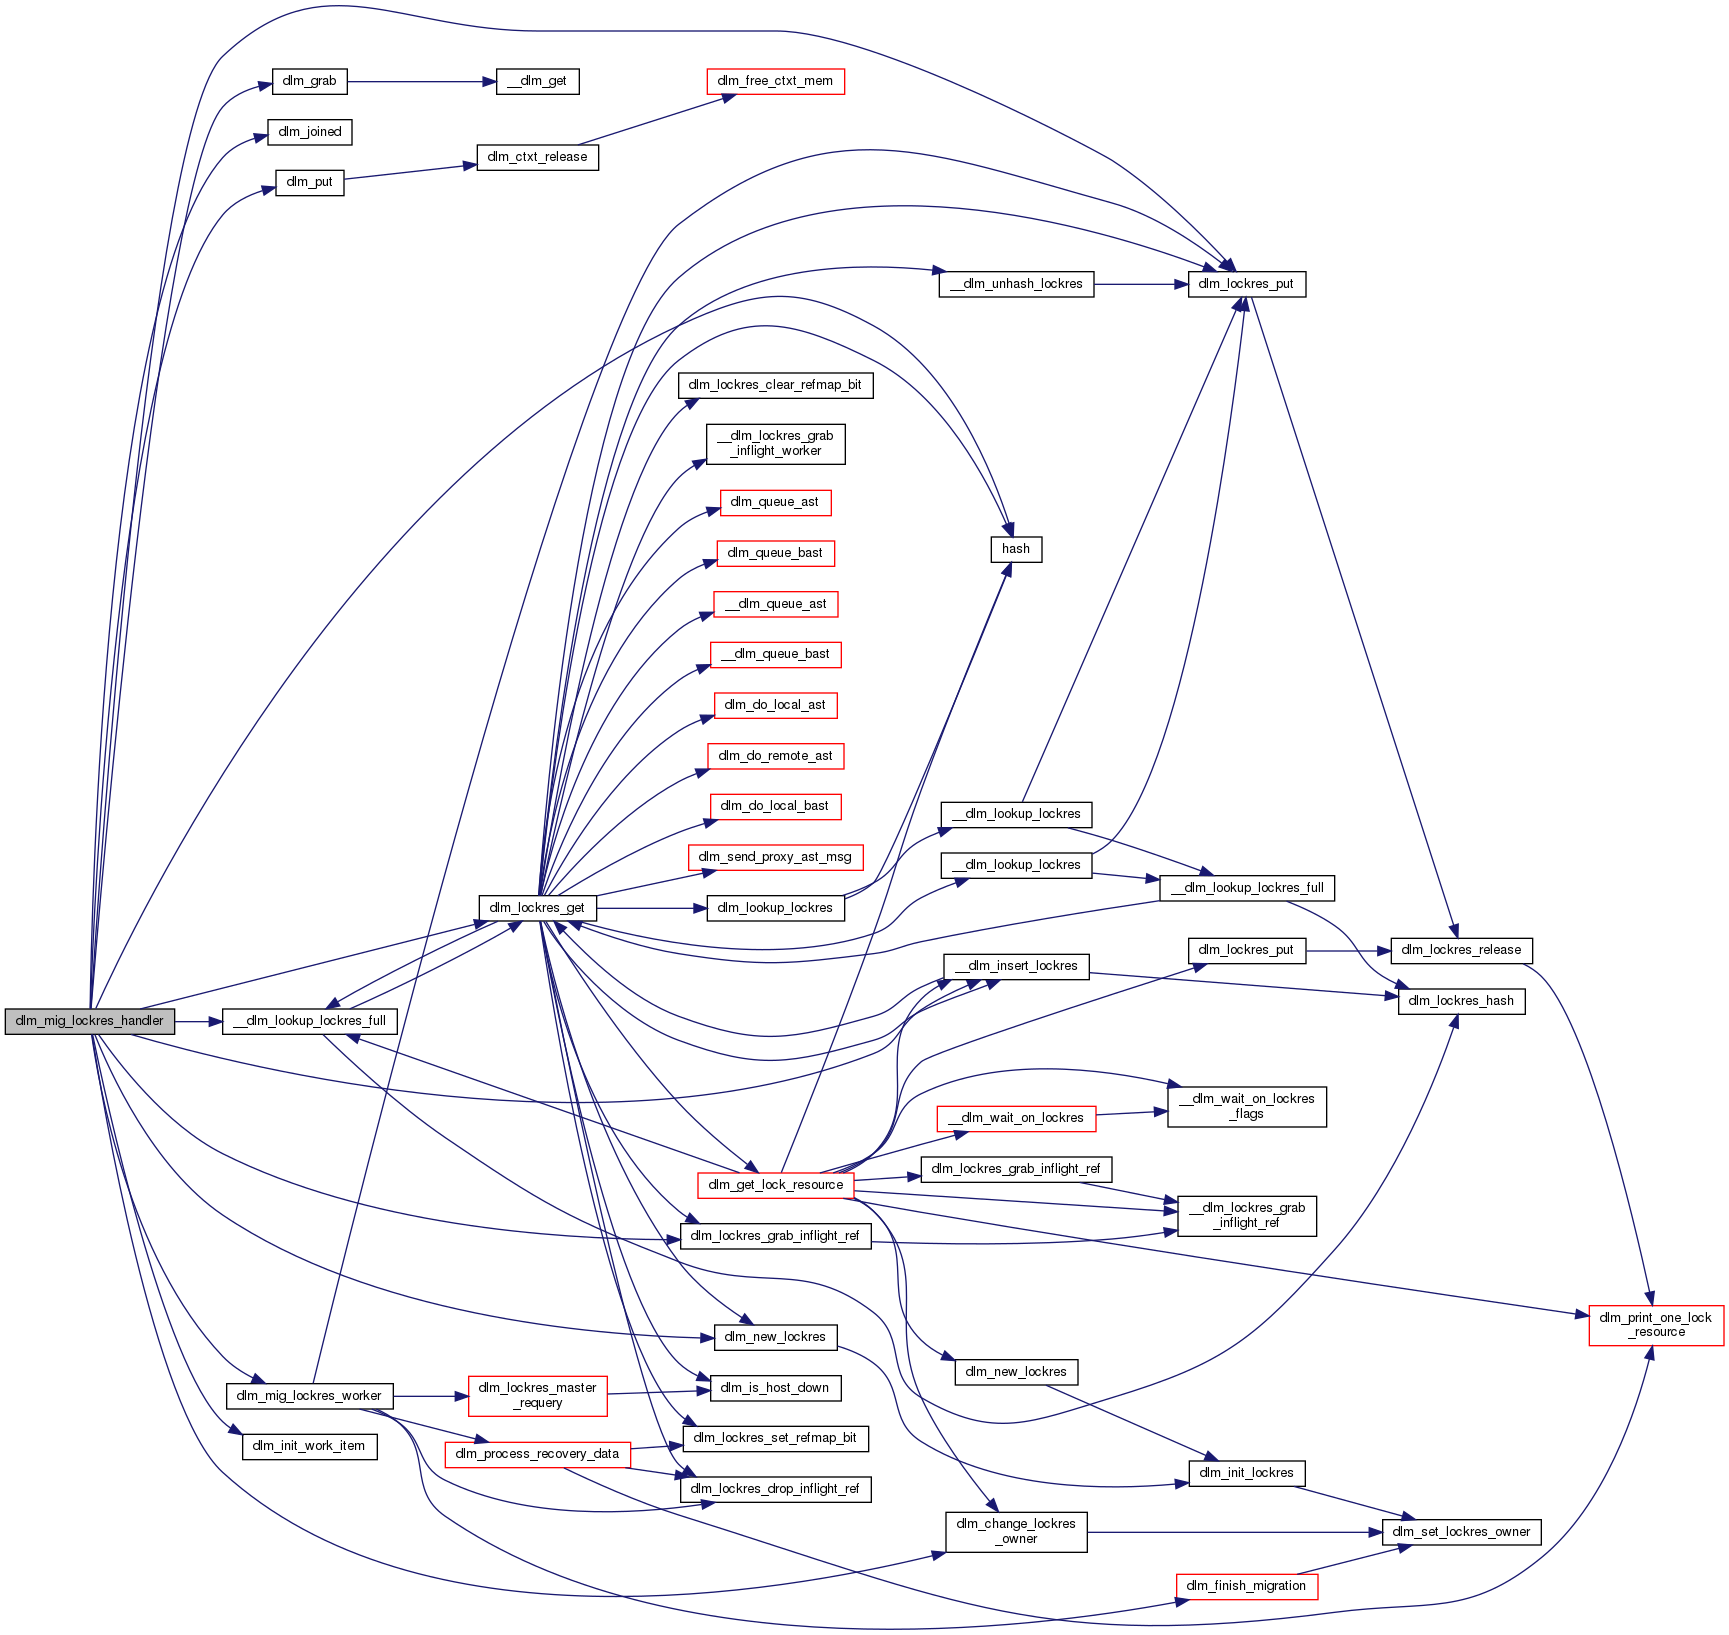 dlm_grab
__dlm_get
dlm_free_ctxt_mem
dlm_joined
dlm_ctxt_release
dlm_put
__dlm_unhash_lockres
dlm_lockres_put
dlm_lockres_clear_refmap_bit
__dlm_lockres_grab
_inflight_worker
dlm_queue_ast
hash
dlm_queue_bast
__dlm_queue_ast
__dlm_queue_bast
dlm_do_local_ast
dlm_do_remote_ast
dlm_do_local_bast
__dlm_lookup_lockres
dlm_send_proxy_ast_msg
__dlm_lookup_lockres
__dlm_lookup_lockres_full
dlm_lockres_get
dlm_lookup_lockres
dlm_lockres_put
dlm_lockres_release
__dlm_insert_lockres
dlm_lockres_hash
dlm_mig_lockres_handler
__dlm_lookup_lockres_full
__dlm_wait_on_lockres
_flags
__dlm_wait_on_lockres
dlm_lockres_grab_inflight_ref
dlm_get_lock_resource
__dlm_lockres_grab
_inflight_ref
dlm_lockres_grab_inflight_ref
dlm_print_one_lock
_resource
dlm_new_lockres
dlm_new_lockres
dlm_mig_lockres_worker
dlm_lockres_master
_requery
dlm_is_host_down
dlm_init_work_item
dlm_process_recovery_data
dlm_lockres_set_refmap_bit
dlm_init_lockres
dlm_lockres_drop_inflight_ref
dlm_change_lockres
_owner
dlm_set_lockres_owner
dlm_finish_migration